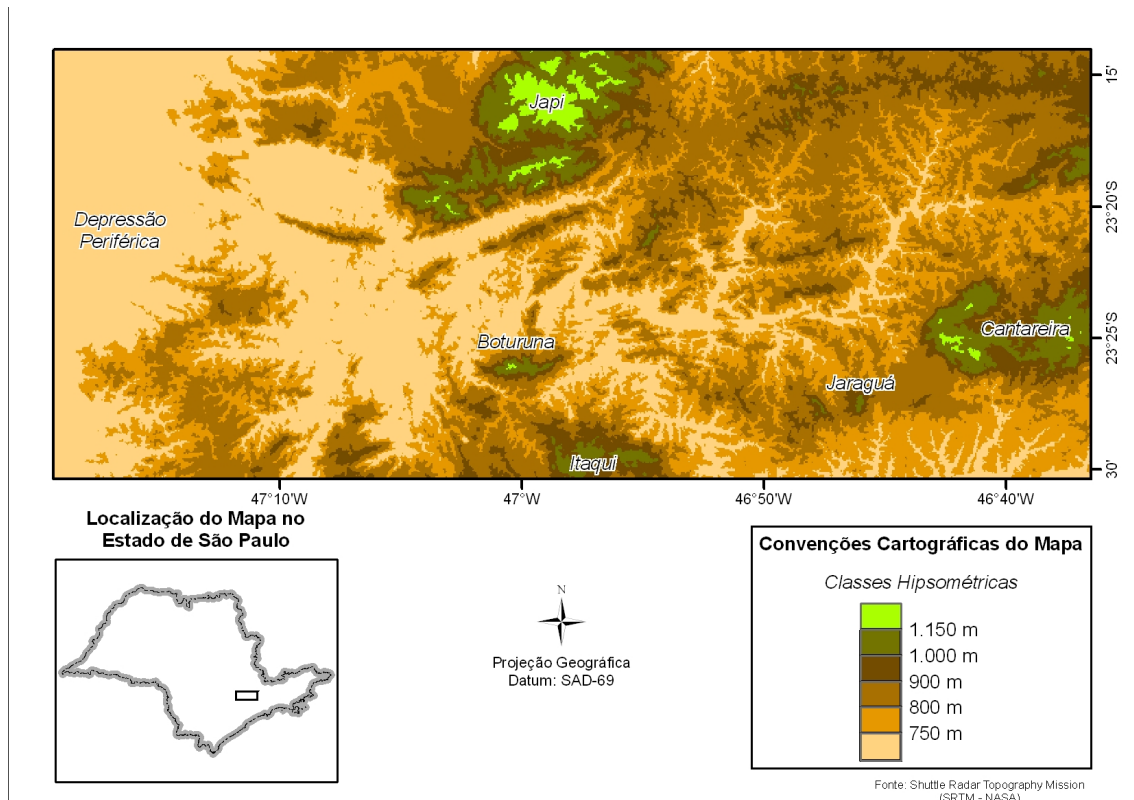 15'
Japi
Depressão
Periférica
23°20'S
Boturuna
Cantareira
23°25'S
Jaraguá
Itaqui
30'
47°10'W
47°W
46°50'W
46°40'W
Localização do Mapa no
Estado de São Paulo
N
Projeção Geográfica
Datum: SAD-69
Convenções Cartográficas do Mapa
Classes Hipsométricas
1.150 m
1.000 m
900 m
800 m
750 m
Fonte: Shuttle Radar Topography Mission
(SRTM - NASA)